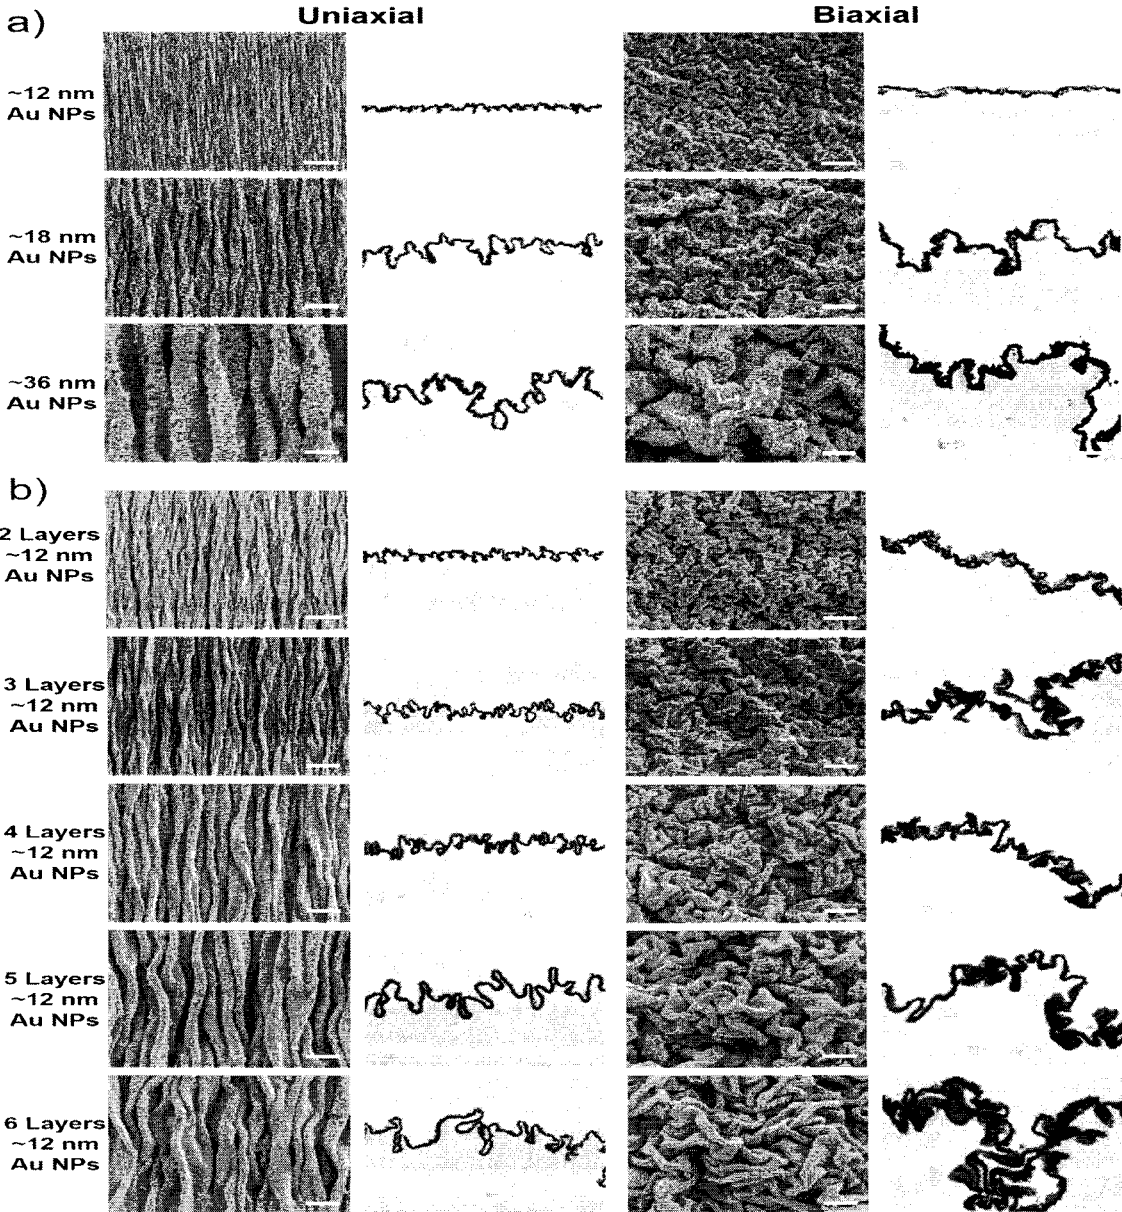 a)
Uniaxial
Biaxial
~12 nm
Au NPs
~18 nm
Au NPs
~36 nm
Au NPs
b)
2 Layers
~12 nm
Au NPs
3 Layers
~12 nm
Au NPs
4 Layers
~12 nm
Au NPs
5 Layers
~12 nm
Au NPs
6 Layers
~12 nm
Au NPs